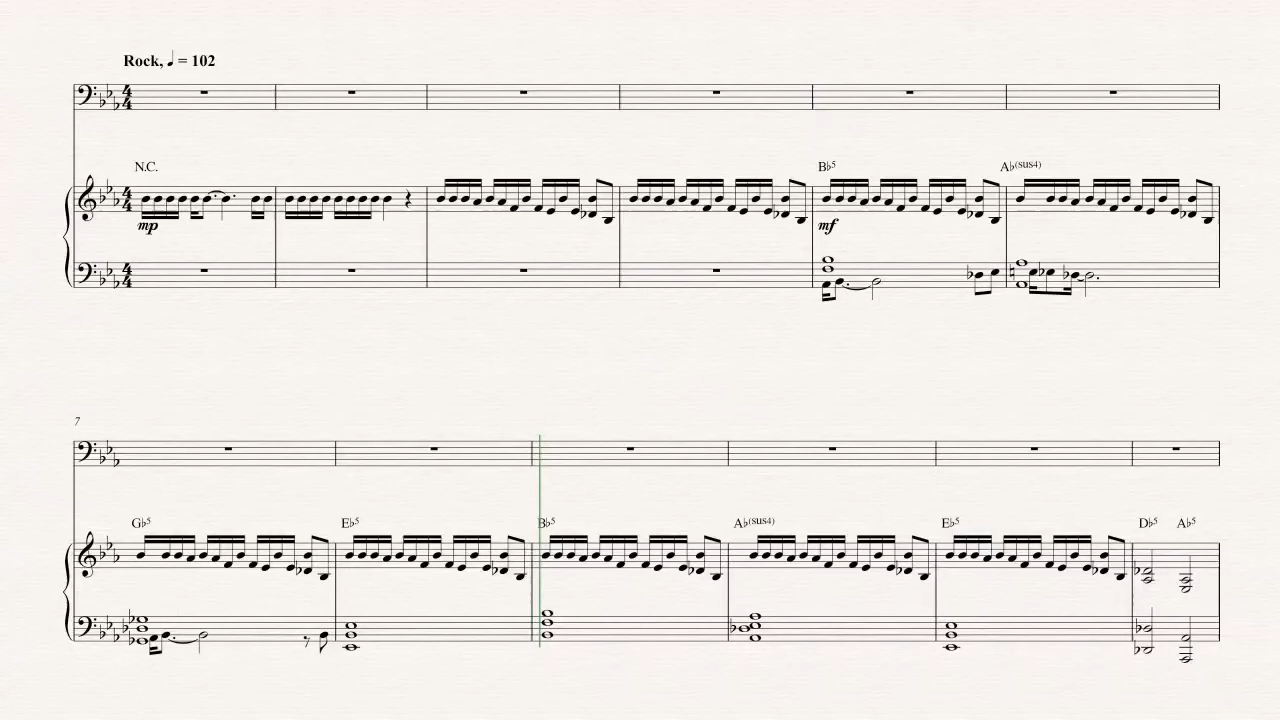 Rock, ♩ = 102
N.C. B♭5 A♭(sus4)
mp mf
7
G♭5 E♭5 B♭5 A♭(sus4) E♭5 D♭5 A♭5